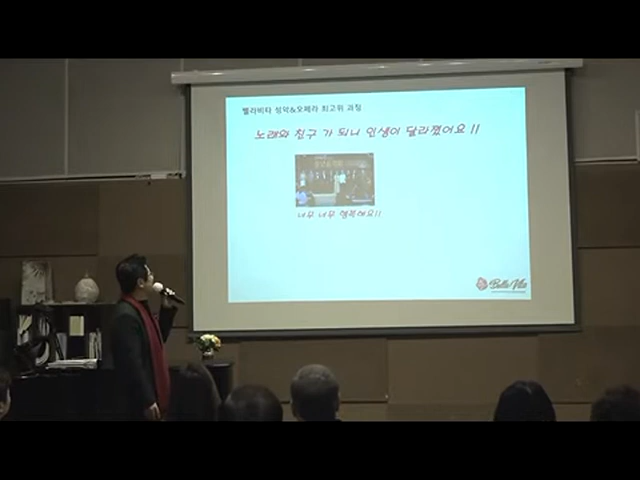 벨라비타 성악&오페라 최고위 과정
노래와 친구 가 되니 인생이 달라졌어요 !!
너무 너무 행복해요!!
Bella Vita